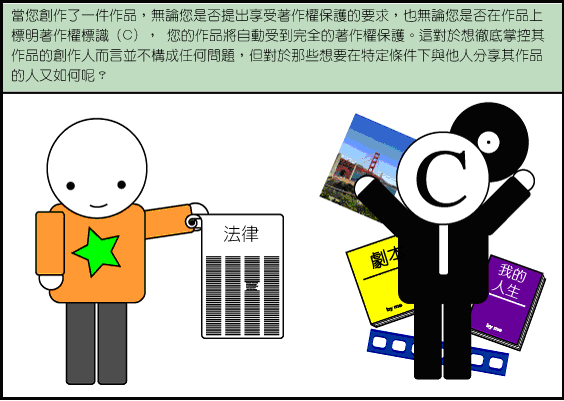 當您創作了一件作品，無論您是否提出享受著作權保護的要求，也無論您是否在作品上
標明著作權標識（C）， 您的作品將自動受到完全的著作權保護。這對於想徹底掌控其
作品的創作人而言並不構成任何問題，但對於那些想要在特定條件下與他人分享其作品
的人又如何呢？
法律
C
劇本
by me
我的
人生
by me